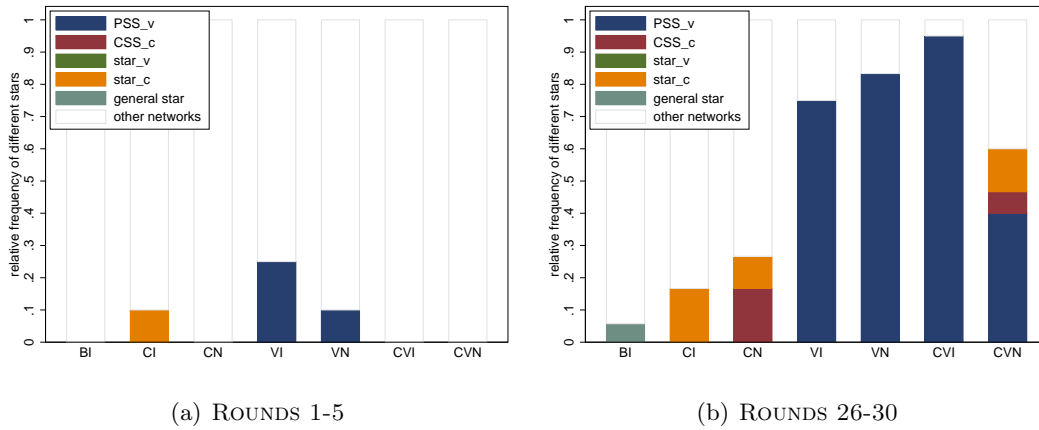 PSS_v
CSS_c
star_v
star_c
general star
other networks
relative frequency of different stars
1
.9
.8
.7
.6
.5
.4
.3
.2
.1
0
BI CI CN VI VN CVI CVN
(a) ROUNDS 1-5
PSS_v
CSS_c
star_v
star_c
general star
other networks
relative frequency of different stars
1
.9
.8
.7
.6
.5
.4
.3
.2
.1
0
BI CI CN VI VN CVI CVN
(b) ROUNDS 26-30